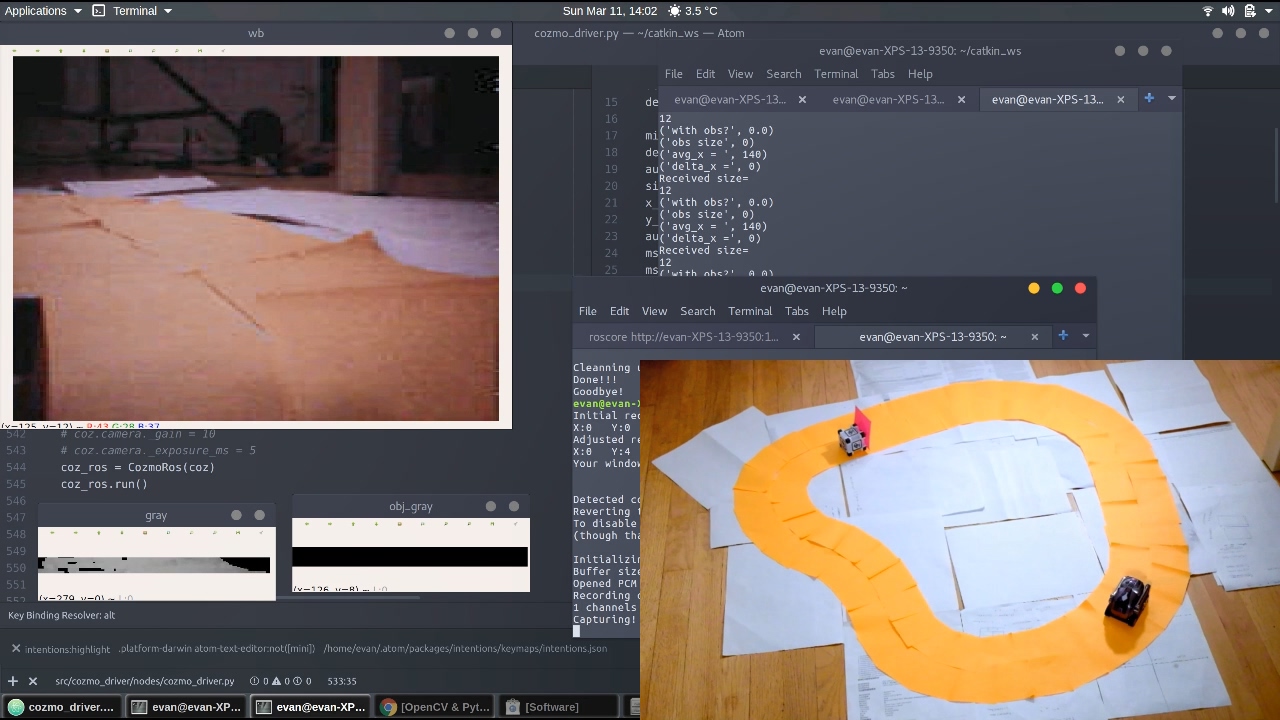 Applications Terminal Sun Mar 11, 14:02 3.5 °C
wb
cozmo_driver.py — ~/catkin_ws — Atom
evan@evan-XPS-13-9350: ~/catkin_ws
File Edit View Search Terminal Tabs Help
evan@evan-XPS-13... evan@evan-XPS-13... evan@evan-XPS-13...
15 de
16 
17 mi
18 de
19 au
20 si
21 x_
22 y_
23 au
24 ms
25 ms
12
('with obs?', 0.0)
('obs size', 0)
('avg_x = ', 140)
('delta_x =', 0)
Received size=
12
('with obs?', 0.0)
('obs size', 0)
('avg_x = ', 140)
('delta_x =', 0)
Received size=
12
('with obs?', 0.0)
evan@evan-XPS-13-9350: ~
File Edit View Search Terminal Tabs Help
roscore http://evan-XPS-13-9350:1... evan@evan-XPS-13-9350: ~
Cleanning u
Done!!!
Goodbye!
evan@evan-X
Initial rec
X:0 Y:0
Adjusted re
X:0 Y:4
Your window
Detected co
Reverting t
To disable
(though tha
Initializin
Buffer size
Opened PCM
Recording c
1 channels
Capturing!
(x=125, y=12) ~ R:43 G:28 B:37
542 # coz.camera._gain = 10
543 # coz.camera._exposure_ms = 5
544 coz_ros = CozmoRos(coz)
545 coz_ros.run()
546
547
548
549
550
551
552
gray
(x=279, y=0) ~ L:0
obj_gray
(x=126, y=8) ~ L:0
Key Binding Resolver: alt
intentions:highlight .platform-darwin atom-text-editor:not([mini]) /home/evan/.atom/packages/intentions/keymaps/intentions.json
src/cozmo_driver/nodes/cozmo_driver.py 0 0 0 533:35
cozmo_driver.... evan@evan-XP... evan@evan-XP... [OpenCV & Pyt... [Software]